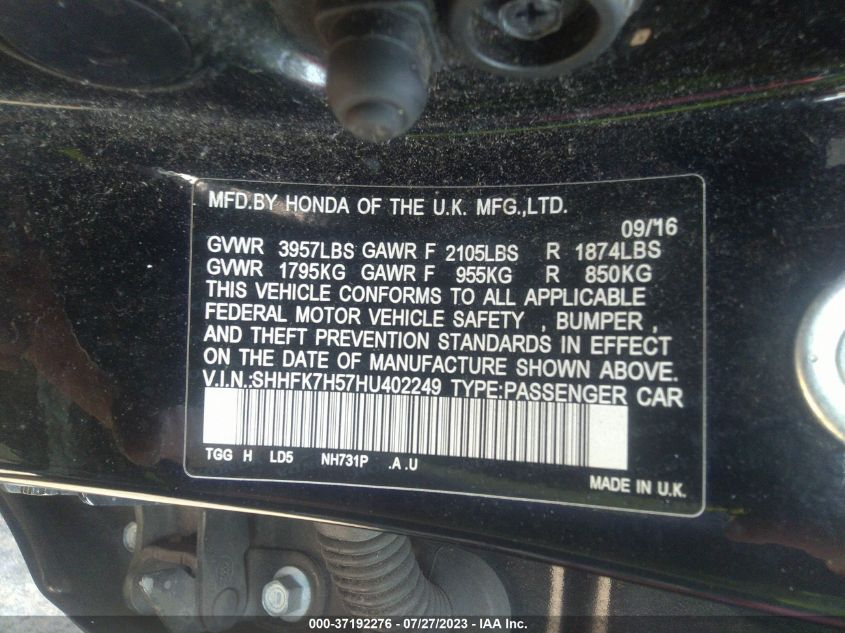 MFD.BY HONDA OF THE U.K. MFG.,LTD.
09/16
GVWR 3957LBS GAWR F 2105LBS R 1874LBS
GVWR 1795KG GAWR F 955KG R 850KG
THIS VEHICLE CONFORMS TO ALL APPLICABLE
FEDERAL MOTOR VEHICLE SAFETY , BUMPER ,
AND THEFT PREVENTION STANDARDS IN EFFECT
ON THE DATE OF MANUFACTURE SHOWN ABOVE.
V.I.N.:SHHFK7H57HU402249 TYPE:PASSENGER CAR
TGG H LD5 NH731P .A .U
MADE IN U.K.
000-37192276 - 07/27/2023 - IAA Inc.